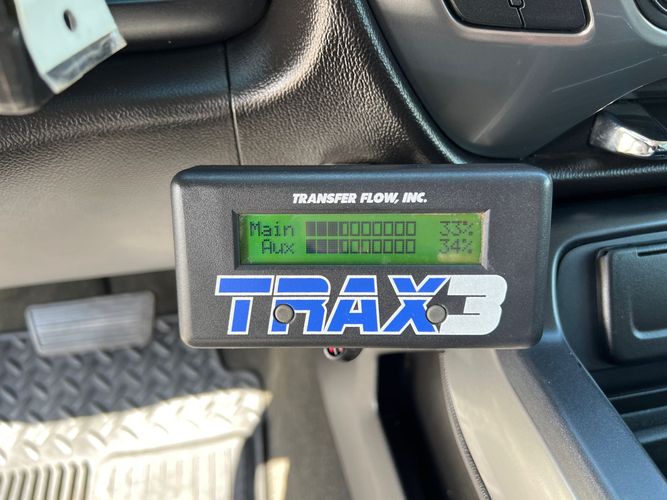 TRANSFER FLOW, INC.
Main 33%
Aux 34%
TRAX3